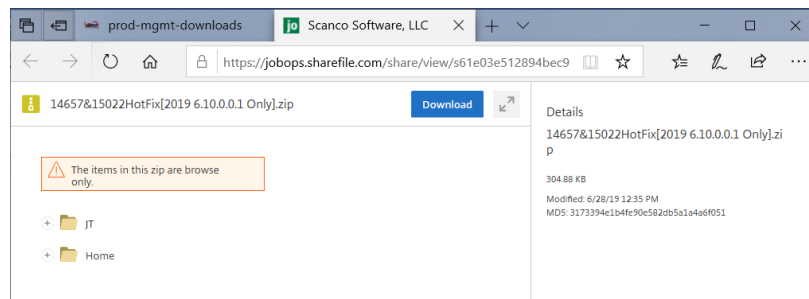 prod-mgmt-downloads
jo Scanco Software, LLC
https://jobops.sharefile.com/share/view/s61e03e512894bec9
14657&15022HotFix[2019 6.10.0.0.1 Only].zip
Download
The items in this zip are browse
only.
JT
Home
Details
14657&15022HotFix[2019 6.10.0.0.1 Only].zi
p
304.88 KB
Modified: 6/28/19 12:35 PM
MD5: 3173394e1b4fe90e582db5a1a4a6f051